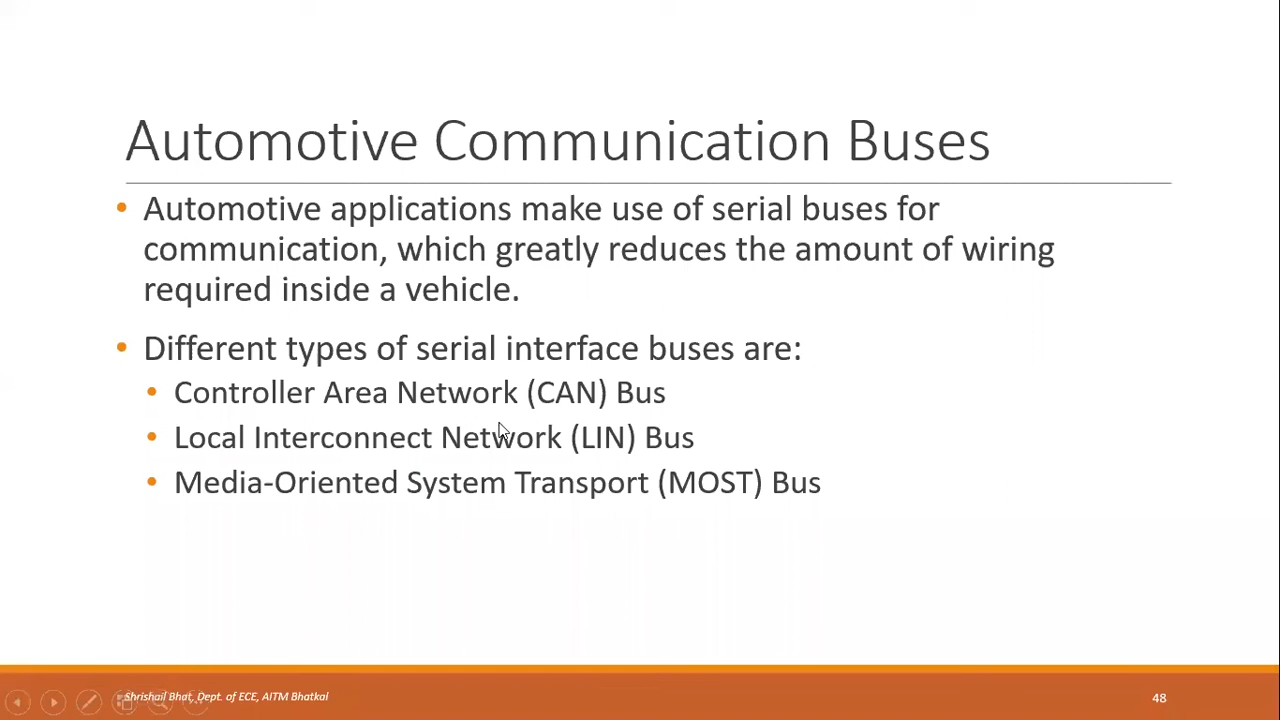 Automotive Communication Buses
• Automotive applications make use of serial buses for
communication, which greatly reduces the amount of wiring
required inside a vehicle.
• Different types of serial interface buses are:
• Controller Area Network (CAN) Bus
• Local Interconnect Network (LIN) Bus
• Media-Oriented System Transport (MOST) Bus
Shrishail Bhat, Dept. of ECE, AITM Bhatkal
48